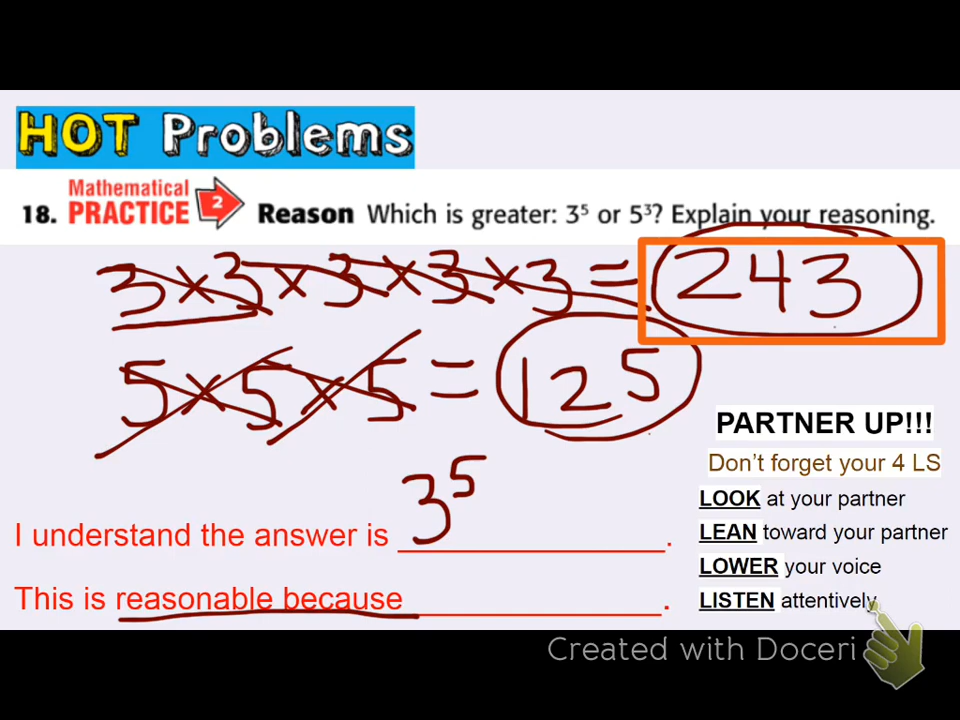 HOT Problems
18. Mathematical PRACTICE 2 Reason Which is greater: 3⁵ or 5³? Explain your reasoning.
3 × 3 × 3 × 3 × 3 = 243
5 × 5 × 5 = 125
PARTNER UP!!!
Don't forget your 4 LS
LOOK at your partner
LEAN toward your partner
LOWER your voice
LISTEN attentively
I understand the answer is 3⁵.
This is reasonable because ______________.
Created with Doceri